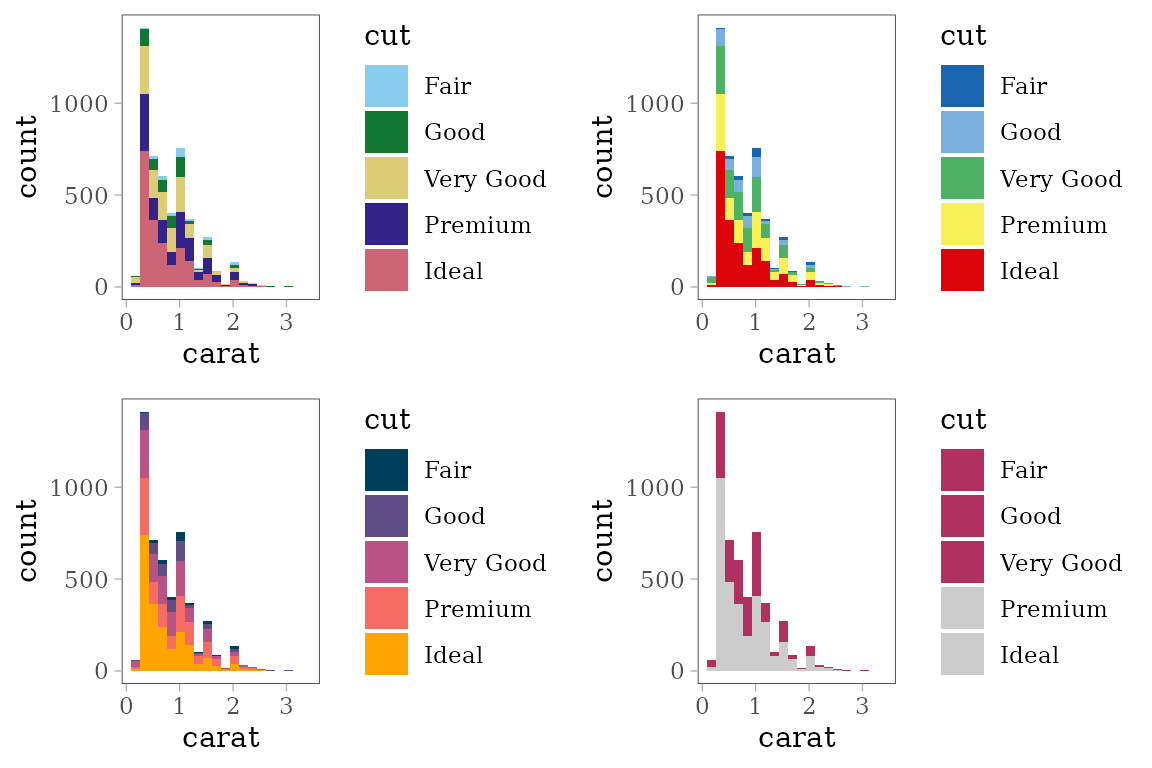 cut
Fair
Good
Very Good
Premium
Ideal
count
1000
500
0
0 1 2 3
carat
cut
Fair
Good
Very Good
Premium
Ideal
count
1000
500
0
0 1 2 3
carat
cut
Fair
Good
Very Good
Premium
Ideal
count
1000
500
0
0 1 2 3
carat
cut
Fair
Good
Very Good
Premium
Ideal
count
1000
500
0
0 1 2 3
carat